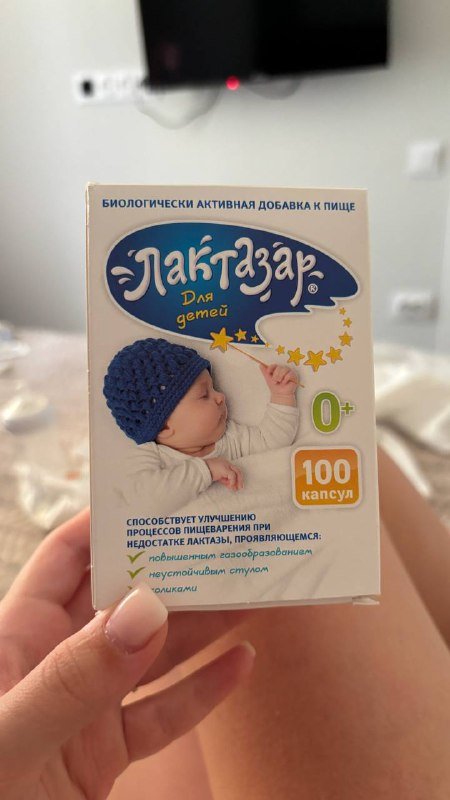 БИОЛОГИЧЕСКИ АКТИВНАЯ ДОБАВКА К ПИЩЕ
Лактазар®
Для
детей
0+
100
капсул
СПОСОБСТВУЕТ УЛУЧШЕНИЮ
ПРОЦЕССОВ ПИЩЕВАРЕНИЯ ПРИ
НЕДОСТАТКЕ ЛАКТАЗЫ, ПРОЯВЛЯЮЩЕМСЯ:
повышенным газообразованием
неустойчивым стулом
коликами